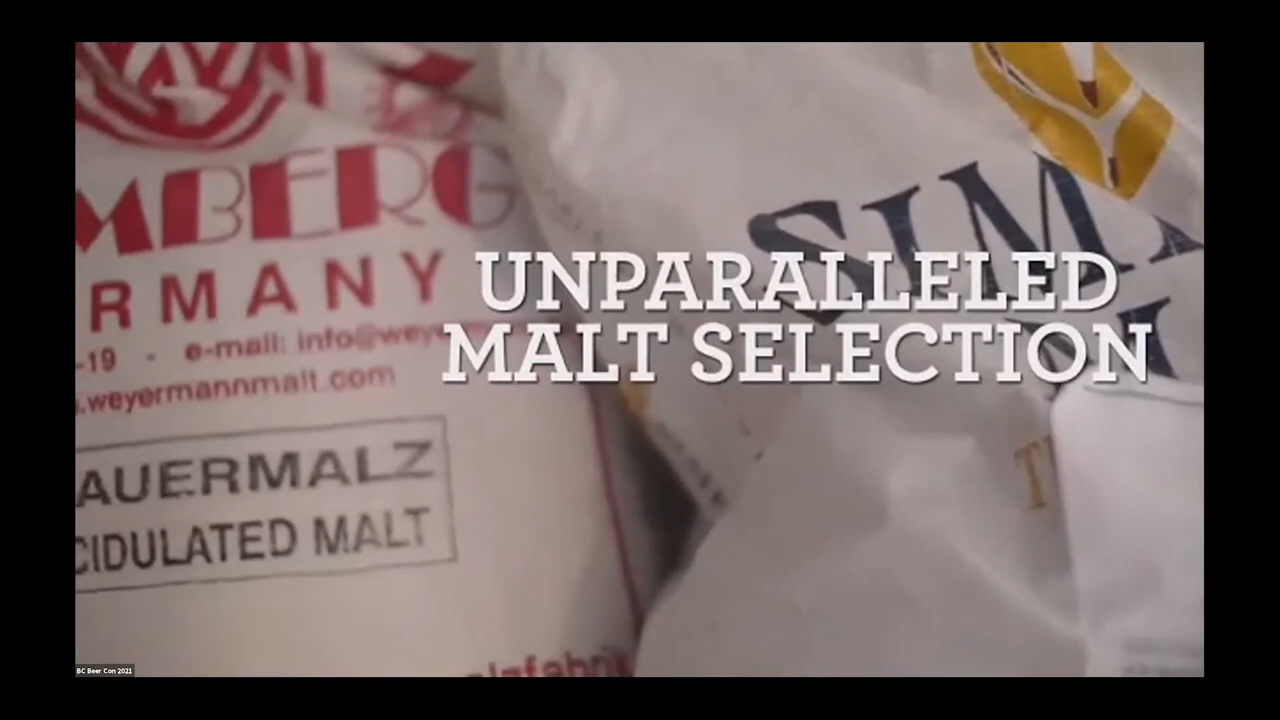 MBERG
RMANY
-19 - e-mail: info@wey
.weyermannmalt.com
AUERMALZ
CIDULATED MALT
SIM
UNPARALLELED
MALT SELECTION
T
alzfabrik
BC Beer Con 2021